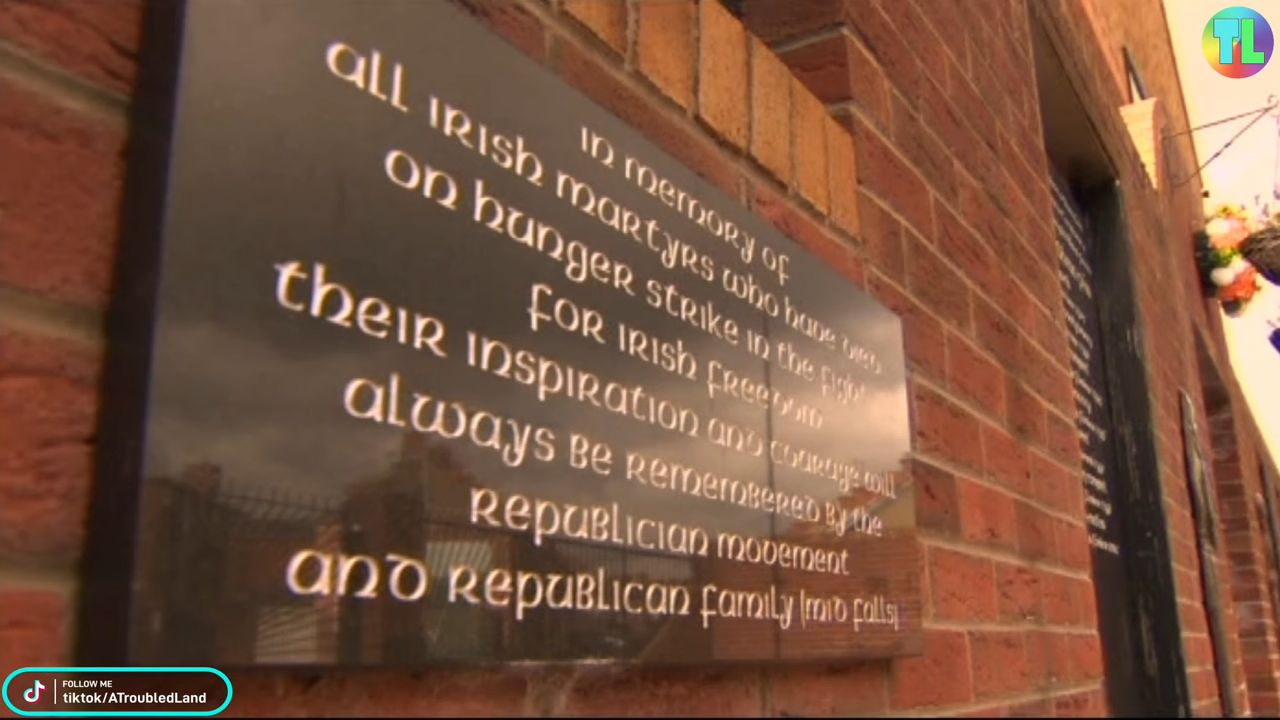 In memory of
all Irish martyrs who have died
on hunger strike in the fight
for Irish freedom
their inspiration and courage will
always be remembered by the
Republician movement
and Republican family (mid falls)
TL
FOLLOW ME
tiktok/ATroubledLand